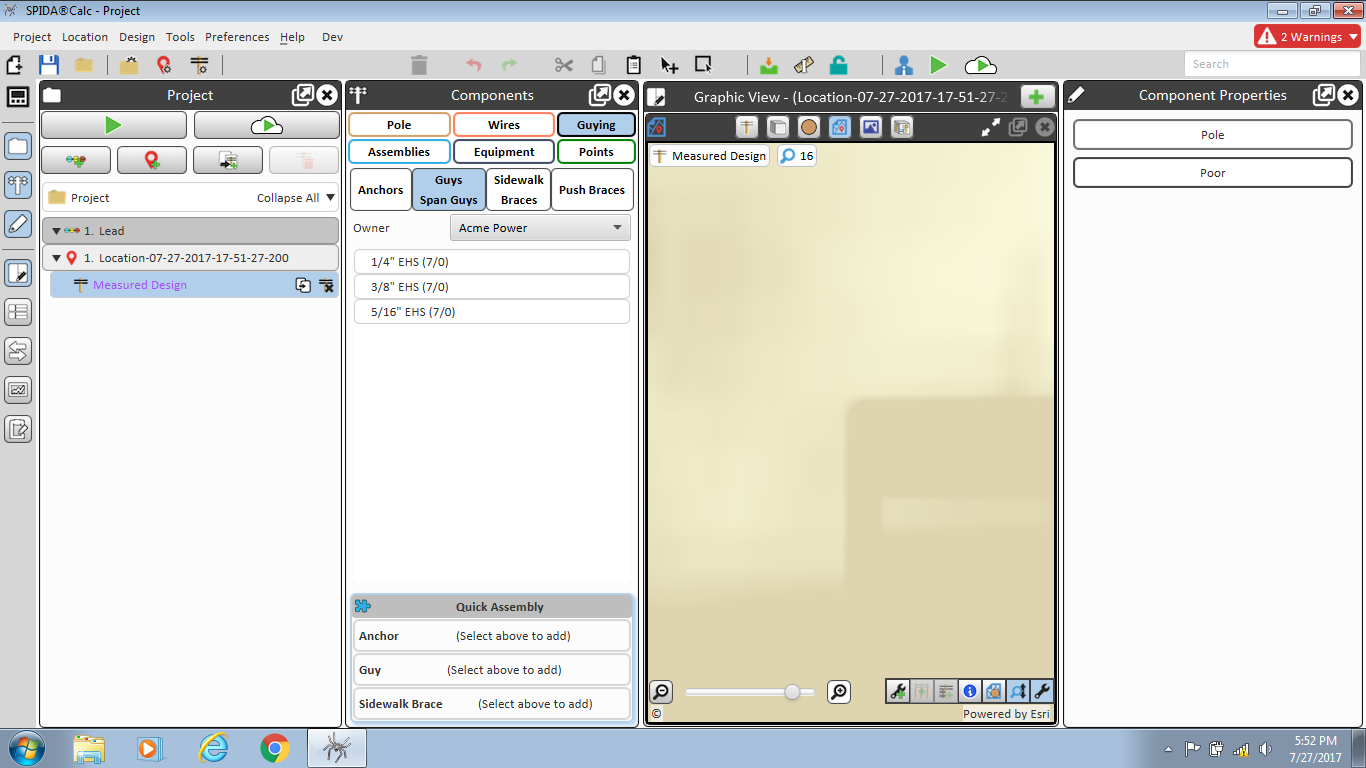 SPIDA®Calc - Project
Project Location Design Tools Preferences Help Dev
2 Warnings
Search
Project
Components
Graphic View - (Location-07-27-2017-17-51-27-2
Component Properties
Pole Wires Guying
Assemblies Equipment Points
Anchors
Guys
Span Guys
Sidewalk
Braces
Push Braces
Owner Acme Power
1/4" EHS (7/0)
3/8" EHS (7/0)
5/16" EHS (7/0)
Project Collapse All
1. Lead
1. Location-07-27-2017-17-51-27-200
Measured Design
Measured Design 16
Pole
Poor
Quick Assembly
Anchor (Select above to add)
Guy (Select above to add)
Sidewalk Brace (Select above to add)
© Powered by Esri
5:52 PM
7/27/2017